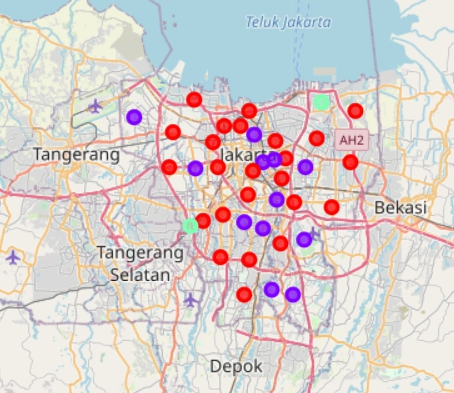 Teluk Jakarta
AH2
Tangerang
Jakarta
Bekasi
Tangerang
Selatan
Depok